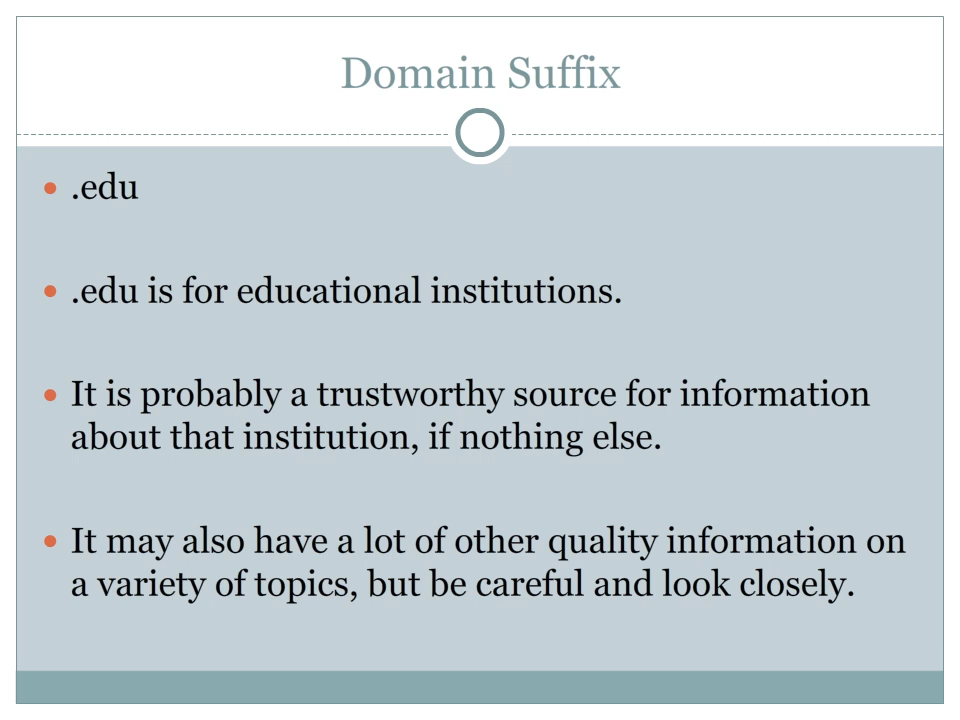 Domain Suffix
.edu
.edu is for educational institutions.
It is probably a trustworthy source for information
about that institution, if nothing else.
It may also have a lot of other quality information on
a variety of topics, but be careful and look closely.